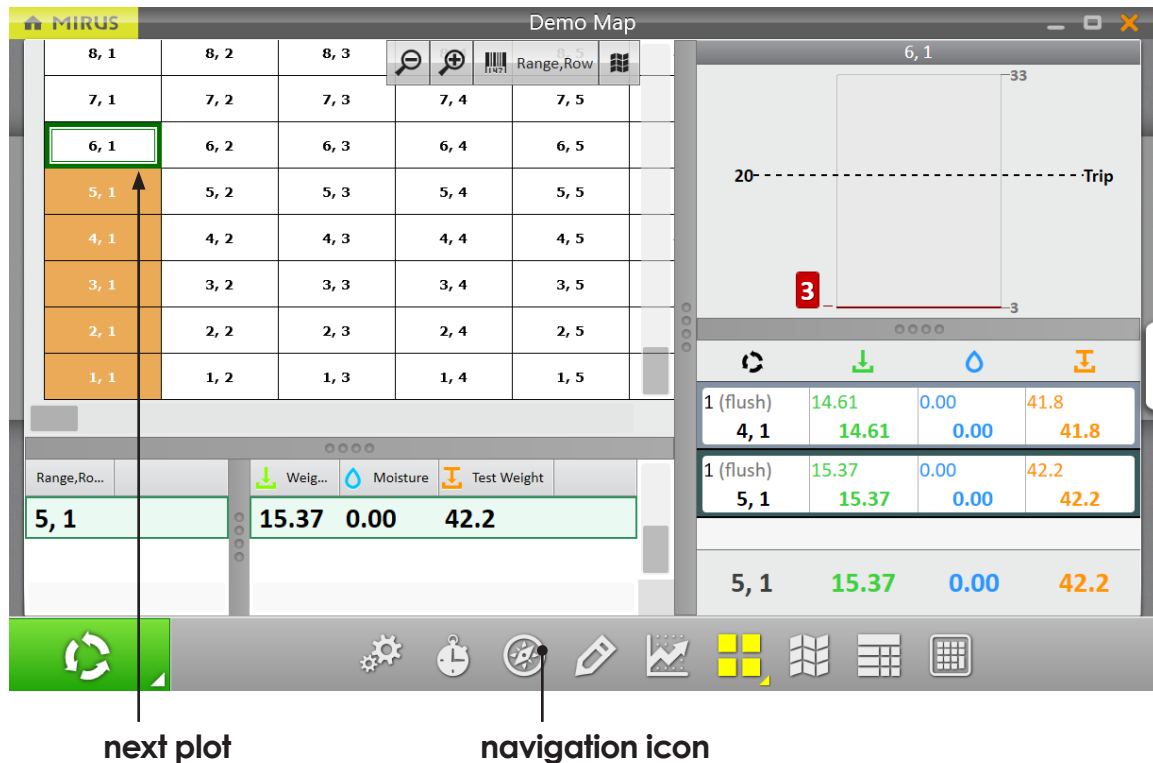 MIRUS
Demo Map
8, 1 8, 2 8, 3
7, 1 7, 2 7, 3 7, 4 7, 5
6, 1 6, 2 6, 3 6, 4 6, 5
5, 1 5, 2 5, 3 5, 4 5, 5
4, 1 4, 2 4, 3 4, 4 4, 5
3, 1 3, 2 3, 3 3, 4 3, 5
2, 1 2, 2 2, 3 2, 4 2, 5
1, 1 1, 2 1, 3 1, 4 1, 5
Range,Row
Range,Ro... Weig... Moisture Test Weight
5, 1 15.37 0.00 42.2
6, 1
33
20 Trip
3
3
1 (flush) 14.61 0.00 41.8
4, 1 14.61 0.00 41.8
1 (flush) 15.37 0.00 42.2
5, 1 15.37 0.00 42.2
5, 1 15.37 0.00 42.2
next plot
navigation icon